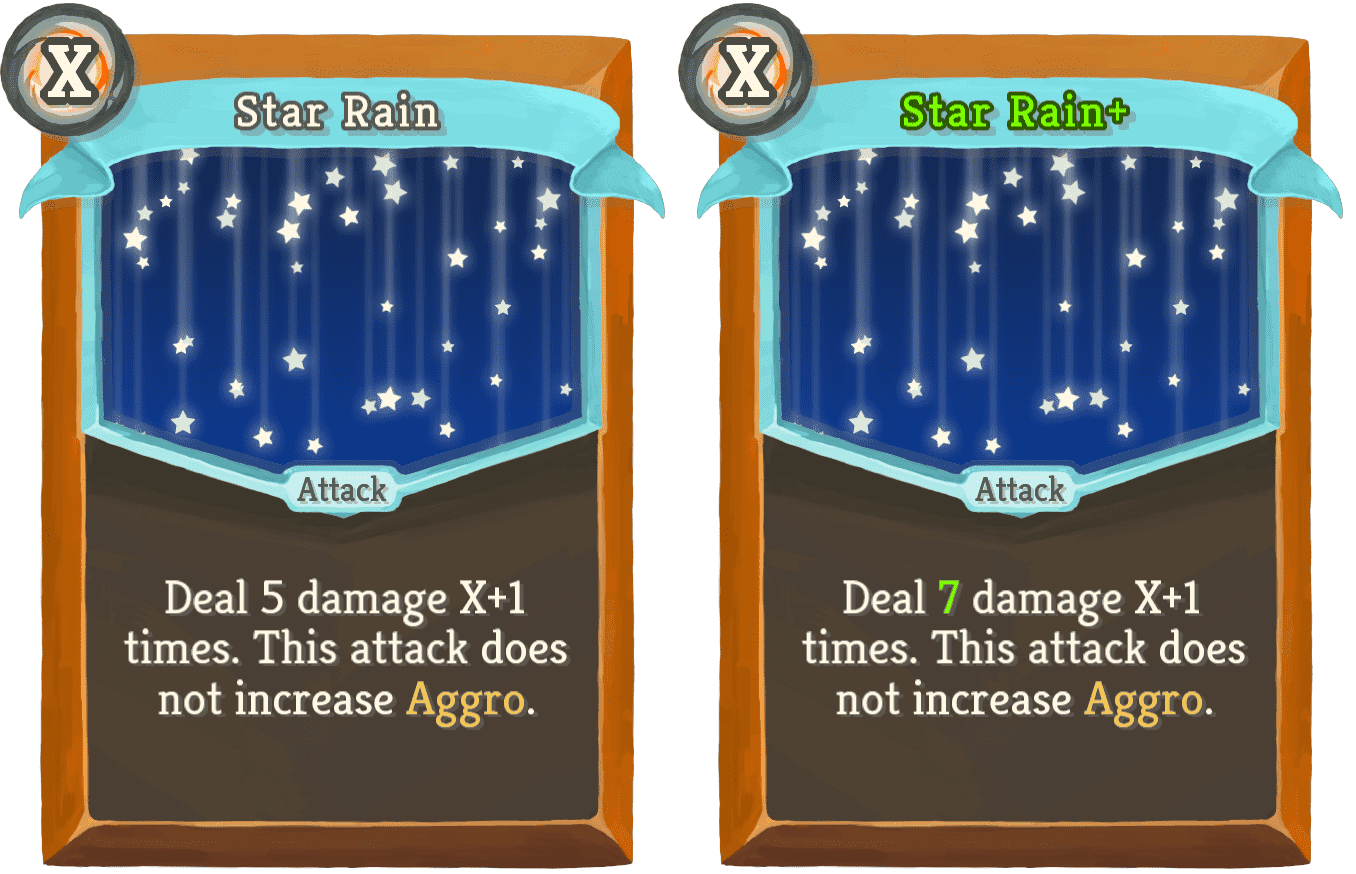 X
Star Rain
Attack
Deal 5 damage X+1
times. This attack does
not increase Aggro.
X
Star Rain+
Attack
Deal 7 damage X+1
times. This attack does
not increase Aggro.